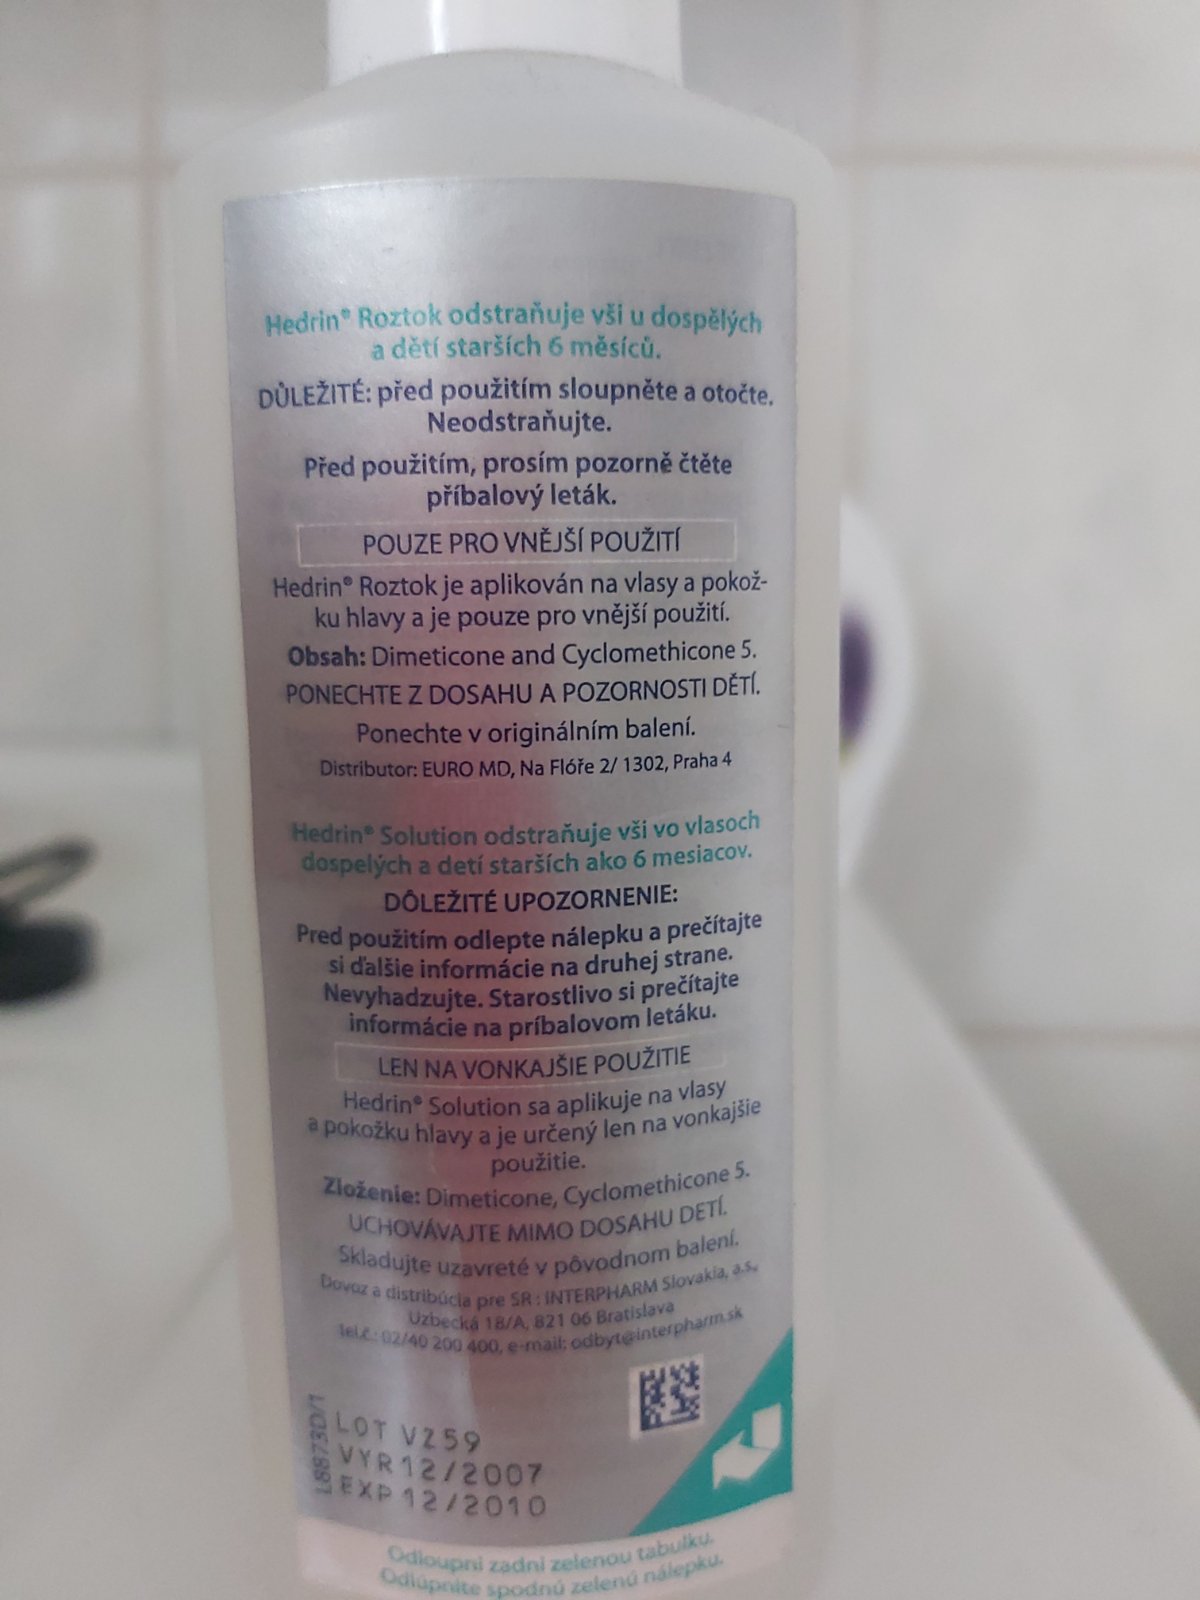 Hedrin® Roztok odstraňuje vši u dospělých
a dětí starších 6 měsíců.
DŮLEŽITÉ: před použitím sloupněte a otočte.
Neodstraňujte.
Před použitím, prosím pozorně čtěte
příbalový leták.
POUZE PRO VNĚJŠÍ POUŽITÍ
Hedrin® Roztok je aplikován na vlasy a pokož-
ku hlavy a je pouze pro vnější použití.
Obsah: Dimeticone and Cyclomethicone 5.
PONECHTE Z DOSAHU A POZORNOSTI DĚTÍ.
Ponechte v originálním balení.
Distributor: EURO MD, Na Flóře 2/ 1302, Praha 4
Hedrin® Solution odstraňuje vši vo vlasoch
dospelých a detí starších ako 6 mesiacov.
DÔLEŽITÉ UPOZORNENIE:
Pred použitím odlepte nálepku a prečítajte
si ďalšie informácie na druhej strane.
Nevyhadzujte. Starostlivo si prečítajte
informácie na príbalovom letáku.
LEN NA VONKAJŠIE POUŽITIE
Hedrin® Solution sa aplikuje na vlasy
a pokožku hlavy a je určený len na vonkajšie
použitie.
Zloženie: Dimeticone, Cyclomethicone 5.
UCHOVÁVAJTE MIMO DOSAHU DETÍ.
Skladujte uzavreté v pôvodnom balení.
Dovoz a distribúcia pre SR : INTERPHARM Slovakia, a.s.,
Uzbecká 18/A, 821 06 Bratislava
tel.č.: 02/40 200 400, e-mail: odbyt@interpharm.sk
L8873D/1
LOT V259
VYR 12/2007
EXP 12/2010
Odloupni zadní zelenou tabulku.
Odlúpnite spodnú zelenú nálepku.